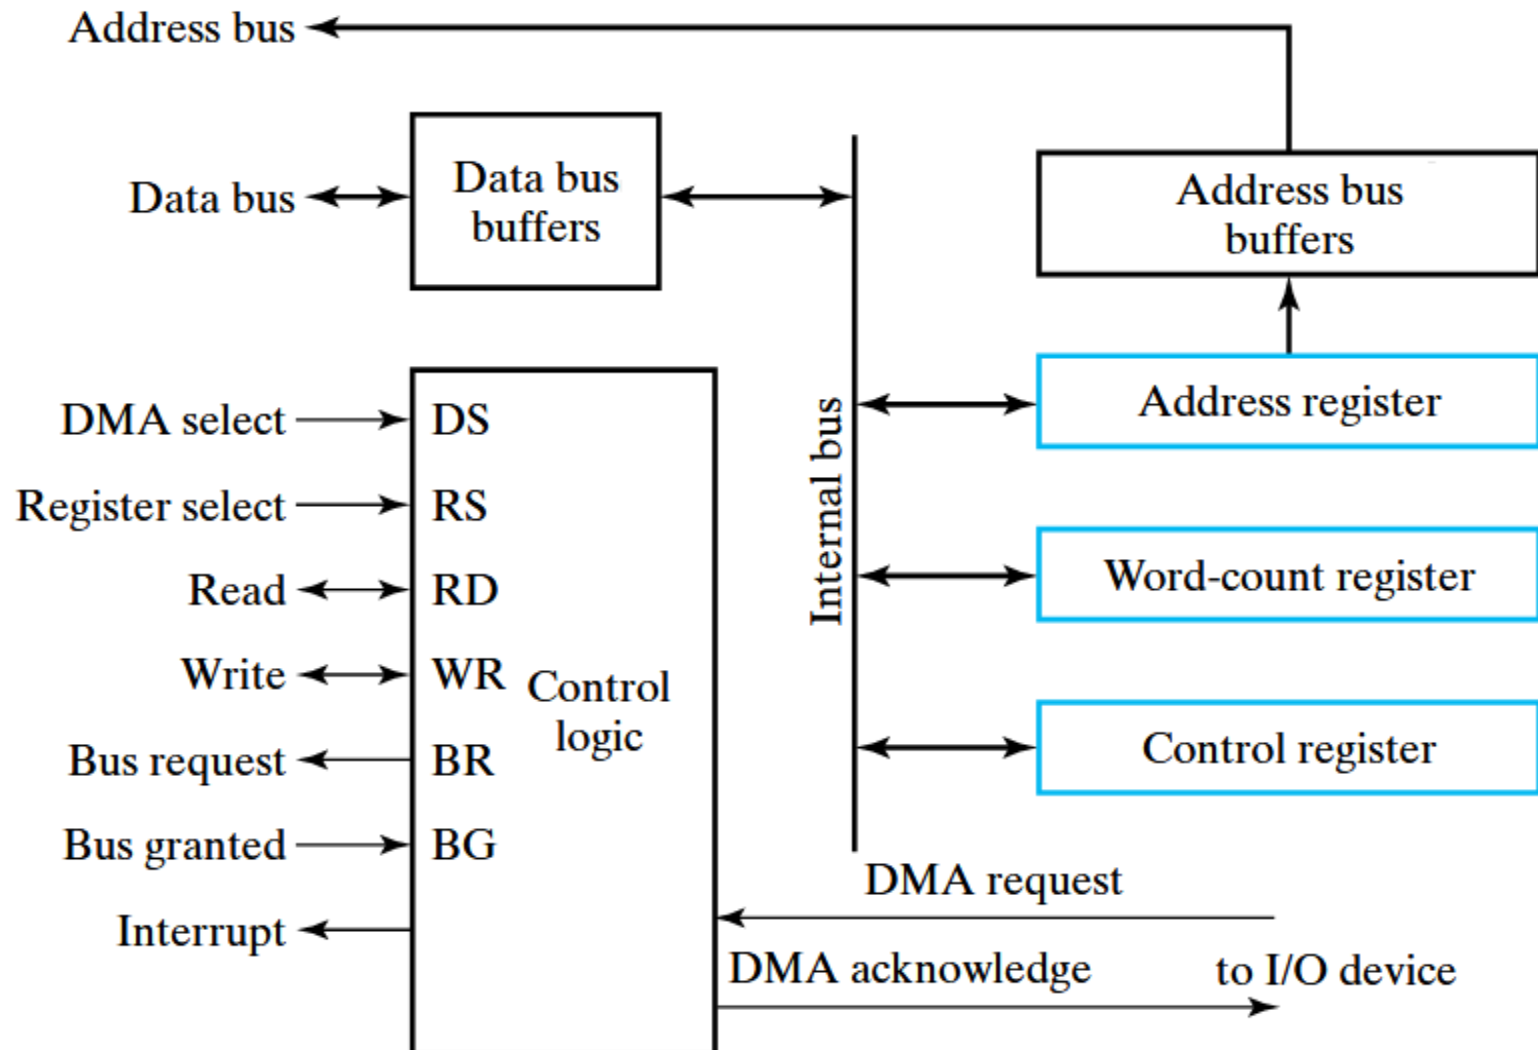 Address bus
Data bus
Data bus
buffers
Address bus
buffers
Internal bus
Address register
Word-count register
Control register
DMA select
DS
Register select
RS
Read
RD
Write
WR
Control
logic
Bus request
BR
Bus granted
BG
Interrupt
DMA request
DMA acknowledge
to I/O device